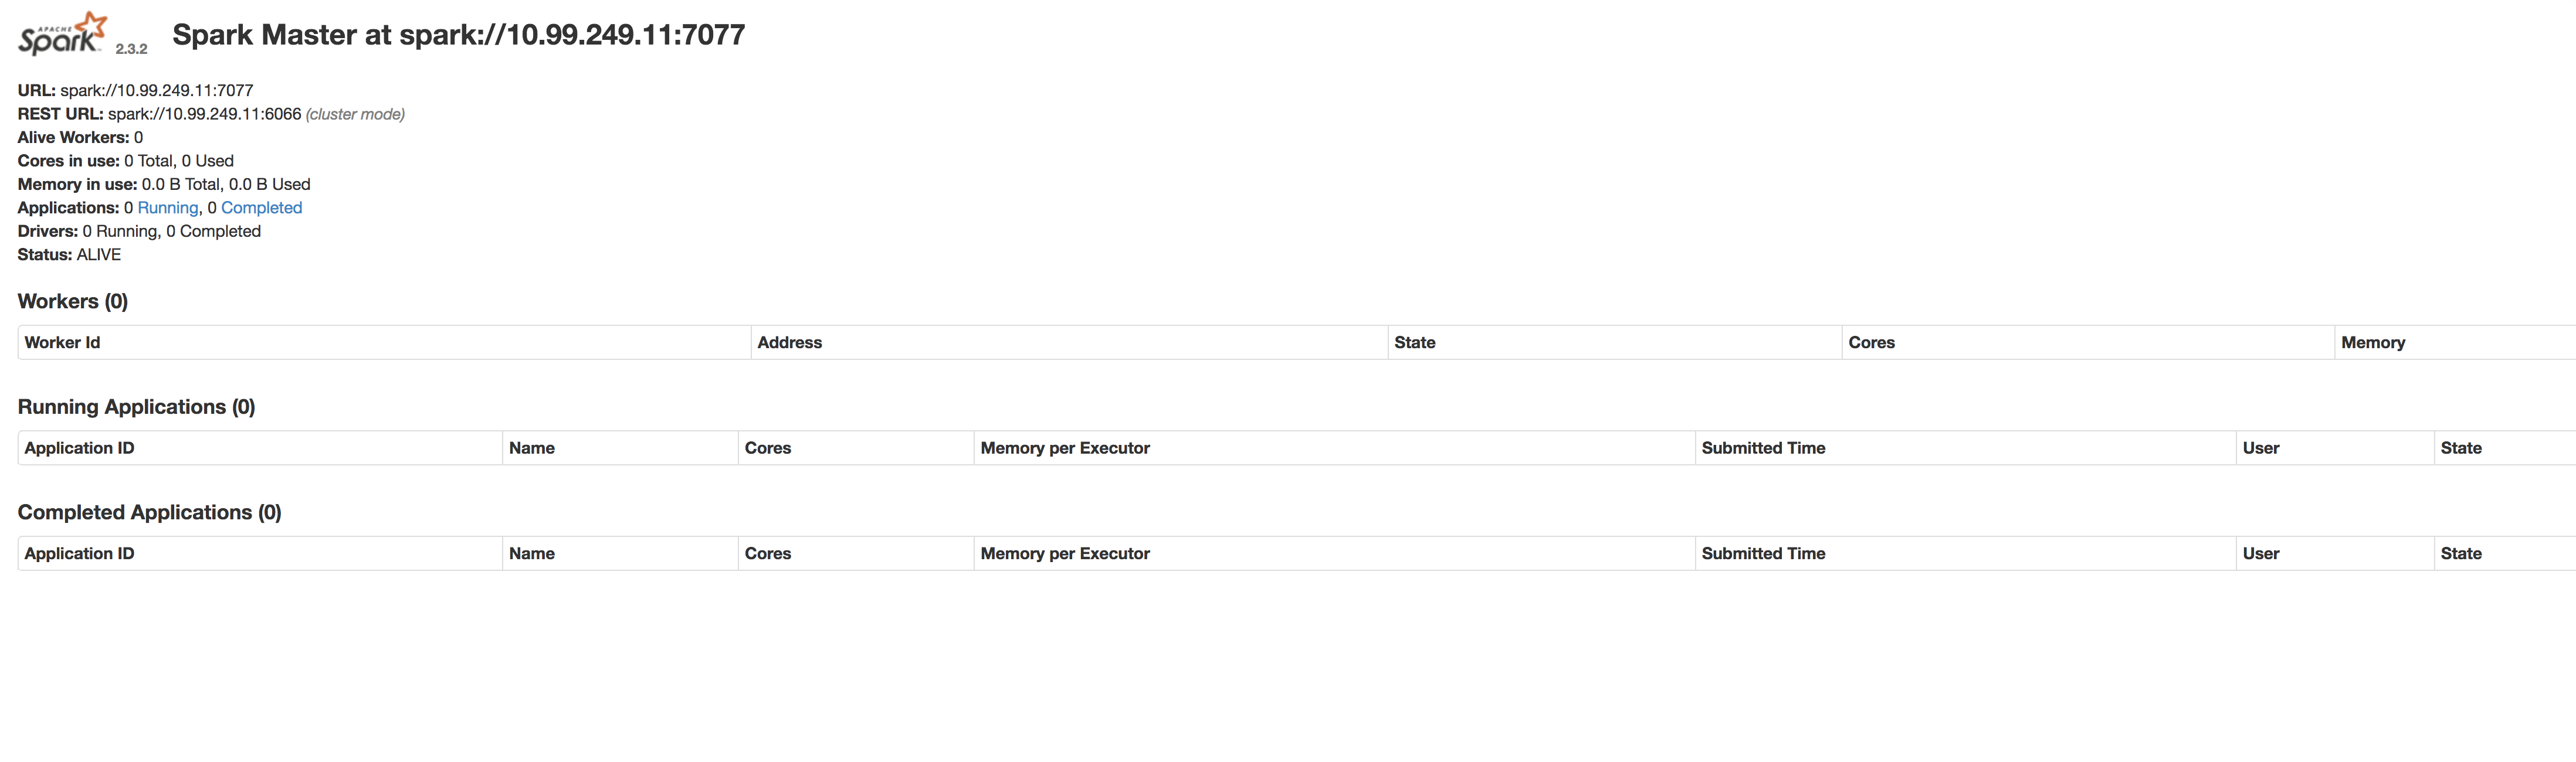 APACHE
Spark 2.3.2 Spark Master at spark://10.99.249.11:7077
URL: spark://10.99.249.11:7077
REST URL: spark://10.99.249.11:6066 (cluster mode)
Alive Workers: 0
Cores in use: 0 Total, 0 Used
Memory in use: 0.0 B Total, 0.0 B Used
Applications: 0 Running, 0 Completed
Drivers: 0 Running, 0 Completed
Status: ALIVE
Workers (0)
Worker Id Address State Cores Memory
Running Applications (0)
Application ID Name Cores Memory per Executor Submitted Time User State
Completed Applications (0)
Application ID Name Cores Memory per Executor Submitted Time User State